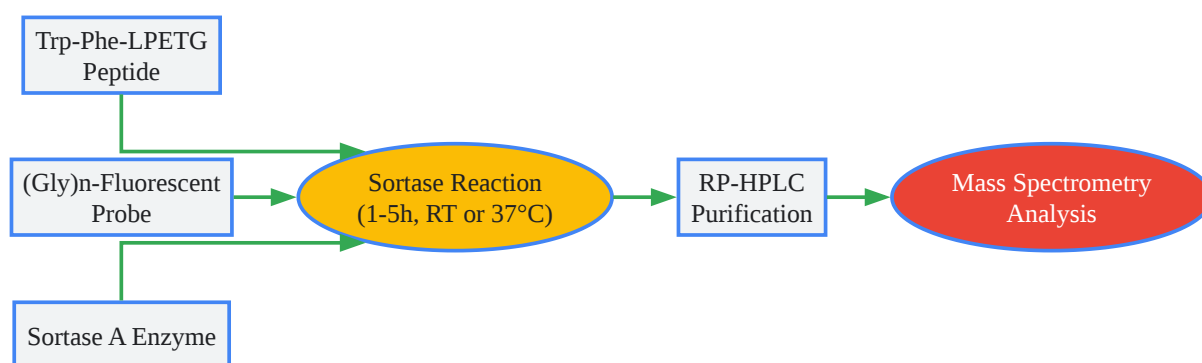 Trp-Phe-LPETG
Peptide
(Gly)n-Fluorescent
Probe
Sortase A Enzyme
Sortase Reaction
(1-5h, RT or 37°C)
RP-HPLC
Purification
Mass Spectrometry
Analysis